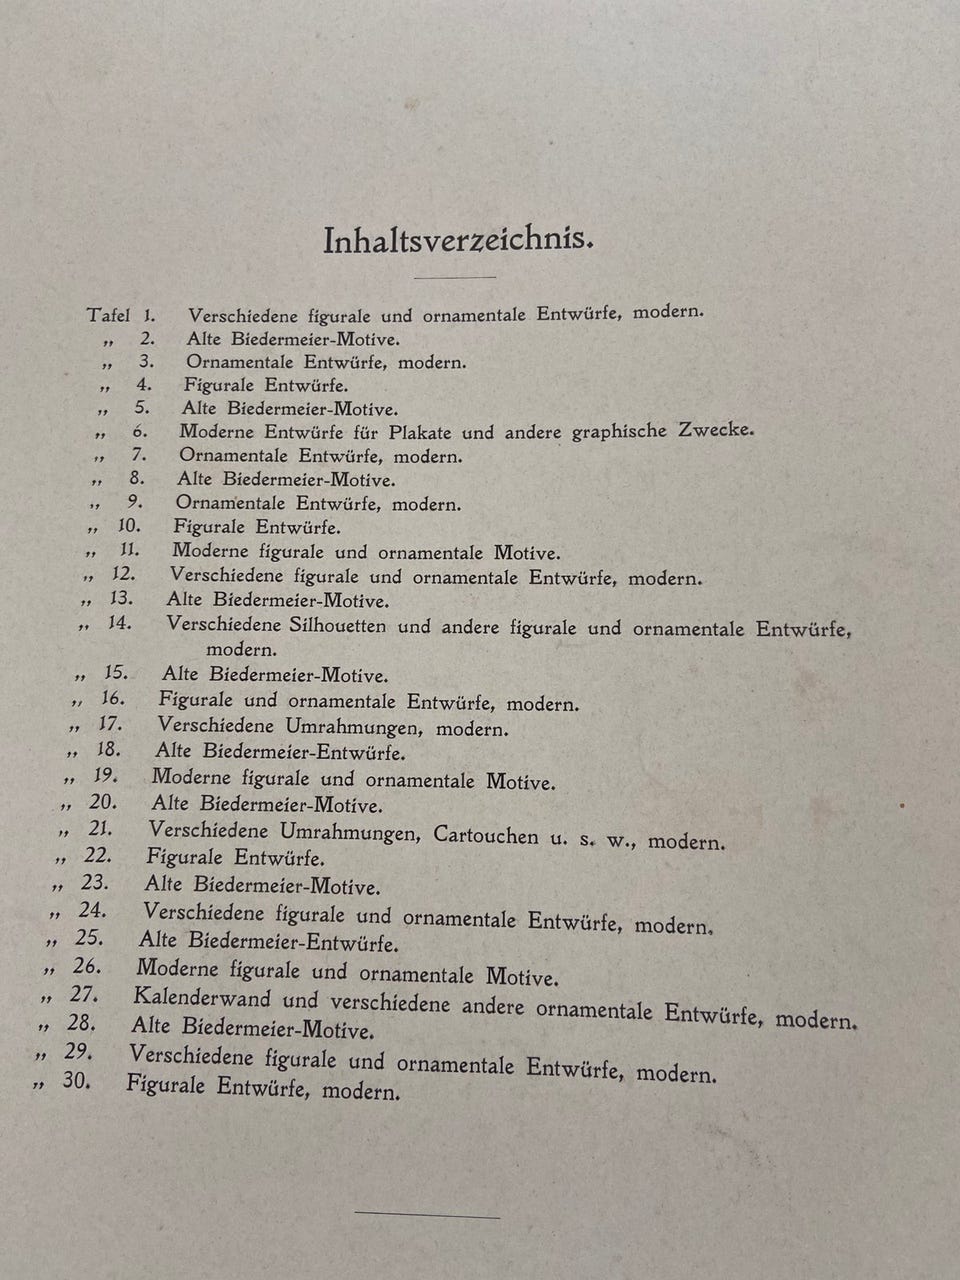 Inhaltsverzeichnis.
Tafel 1. Verschiedene figurale und ornamentale Entwürfe, modern.
„ 2. Alte Biedermeier-Motive.
„ 3. Ornamentale Entwürfe, modern.
„ 4. Figurale Entwürfe.
„ 5. Alte Biedermeier-Motive.
„ 6. Moderne Entwürfe für Plakate und andere graphische Zwecke.
„ 7. Ornamentale Entwürfe, modern.
„ 8. Alte Biedermeier-Motive.
„ 9. Ornamentale Entwürfe, modern.
„ 10. Figurale Entwürfe.
„ 11. Moderne figurale und ornamentale Motive.
„ 12. Verschiedene figurale und ornamentale Entwürfe, modern.
„ 13. Alte Biedermeier-Motive.
„ 14. Verschiedene Silhouetten und andere figurale und ornamentale Entwürfe,
modern.
„ 15. Alte Biedermeier-Motive.
„ 16. Figurale und ornamentale Entwürfe, modern.
„ 17. Verschiedene Umrahmungen, modern.
„ 18. Alte Biedermeier-Entwürfe.
„ 19. Moderne figurale und ornamentale Motive.
„ 20. Alte Biedermeier-Motive.
„ 21. Verschiedene Umrahmungen, Cartouchen u. s. w., modern.
„ 22. Figurale Entwürfe.
„ 23. Alte Biedermeier-Motive.
„ 24. Verschiedene figurale und ornamentale Entwürfe, modern.
„ 25. Alte Biedermeier-Entwürfe.
„ 26. Moderne figurale und ornamentale Motive.
„ 27. Kalenderwand und verschiedene andere ornamentale Entwürfe, modern.
„ 28. Alte Biedermeier-Motive.
„ 29. Verschiedene figurale und ornamentale Entwürfe, modern.
„ 30. Figurale Entwürfe, modern.